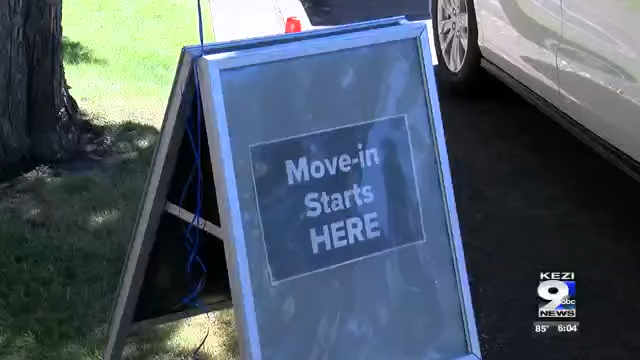 Move-in
Starts
HERE
KEZI
9 abc
NEWS
85° 6:04